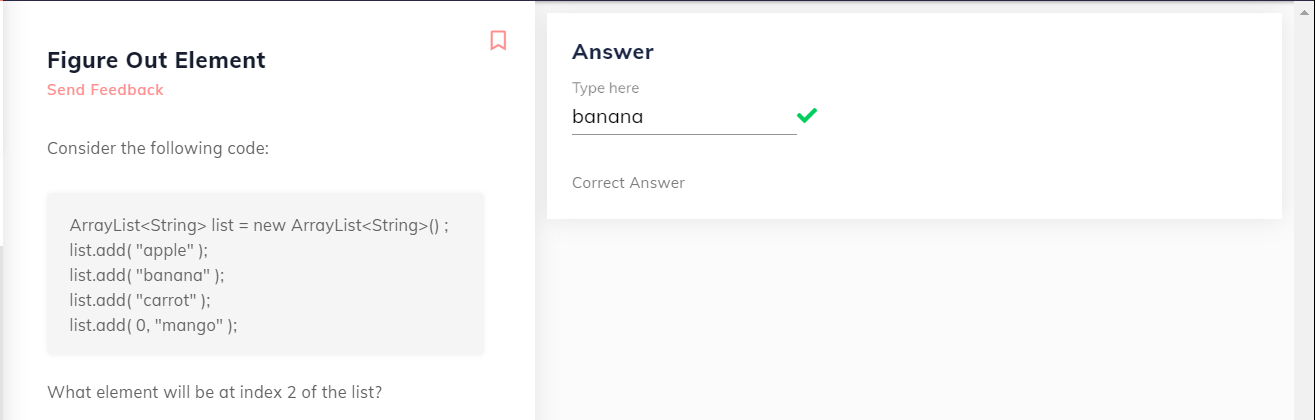 Figure Out Element
Send Feedback
Consider the following code:
ArrayList<String> list = new ArrayList<String>() ;
list.add( "apple" );
list.add( "banana" );
list.add( "carrot" );
list.add( 0, "mango" );
What element will be at index 2 of the list?
Answer
Type here
banana
Correct Answer